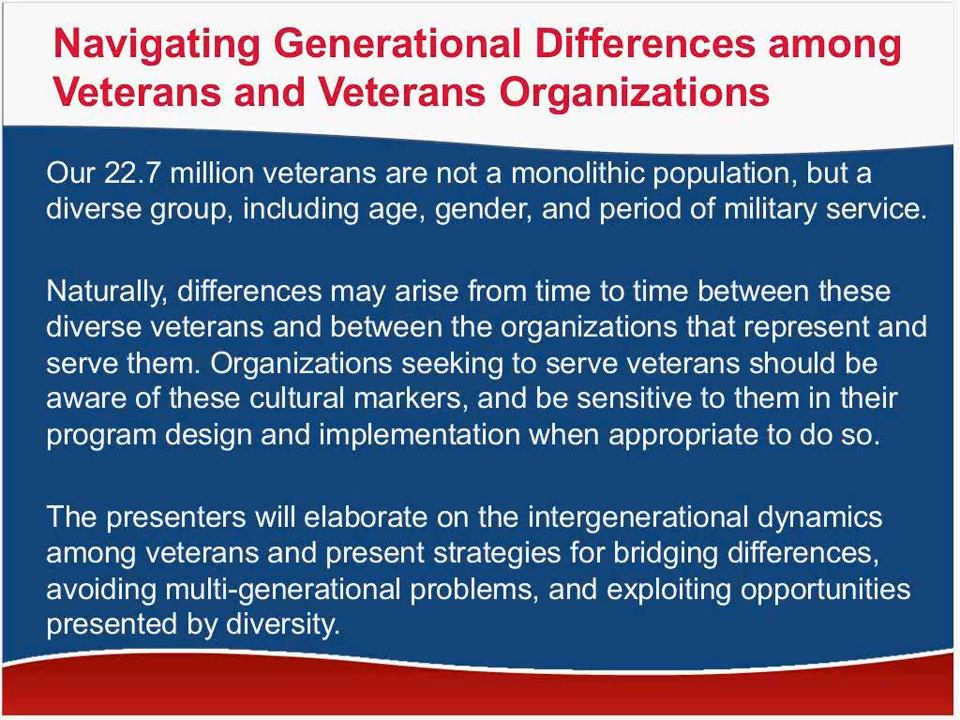 Navigating Generational Differences among
Veterans and Veterans Organizations
Our 22.7 million veterans are not a monolithic population, but a
diverse group, including age, gender, and period of military service.
Naturally, differences may arise from time to time between these
diverse veterans and between the organizations that represent and
serve them. Organizations seeking to serve veterans should be
aware of these cultural markers, and be sensitive to them in their
program design and implementation when appropriate to do so.
The presenters will elaborate on the intergenerational dynamics
among veterans and present strategies for bridging differences,
avoiding multi-generational problems, and exploiting opportunities
presented by diversity.